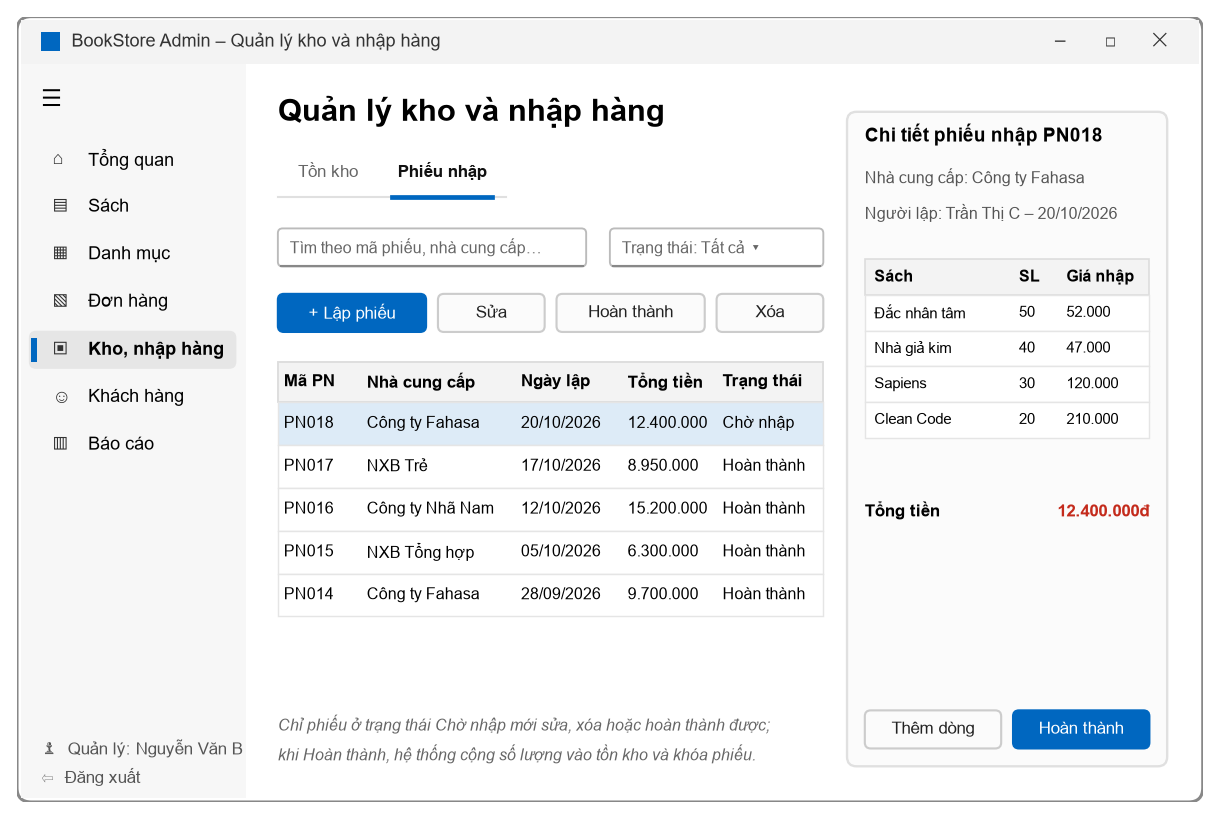 BookStore Admin – Quản lý kho và nhập hàng
Tổng quan
Sách
Danh mục
Đơn hàng
Kho, nhập hàng
Khách hàng
Báo cáo
Quản lý: Nguyễn Văn B
Đăng xuất
Quản lý kho và nhập hàng
Tồn kho Phiếu nhập
Tìm theo mã phiếu, nhà cung cấp… Trạng thái: Tất cả ▾
+ Lập phiếu Sửa Hoàn thành Xóa
Mã PN Nhà cung cấp Ngày lập Tổng tiền Trạng thái
PN018 Công ty Fahasa 20/10/2026 12.400.000 Chờ nhập
PN017 NXB Trẻ 17/10/2026 8.950.000 Hoàn thành
PN016 Công ty Nhã Nam 12/10/2026 15.200.000 Hoàn thành
PN015 NXB Tổng hợp 05/10/2026 6.300.000 Hoàn thành
PN014 Công ty Fahasa 28/09/2026 9.700.000 Hoàn thành
Chỉ phiếu ở trạng thái Chờ nhập mới sửa, xóa hoặc hoàn thành được;
khi Hoàn thành, hệ thống cộng số lượng vào tồn kho và khóa phiếu.
Chi tiết phiếu nhập PN018
Nhà cung cấp: Công ty Fahasa
Người lập: Trần Thị C – 20/10/2026
Sách SL Giá nhập
Đắc nhân tâm 50 52.000
Nhà giả kim 40 47.000
Sapiens 30 120.000
Clean Code 20 210.000
Tổng tiền 12.400.000đ
Thêm dòng Hoàn thành